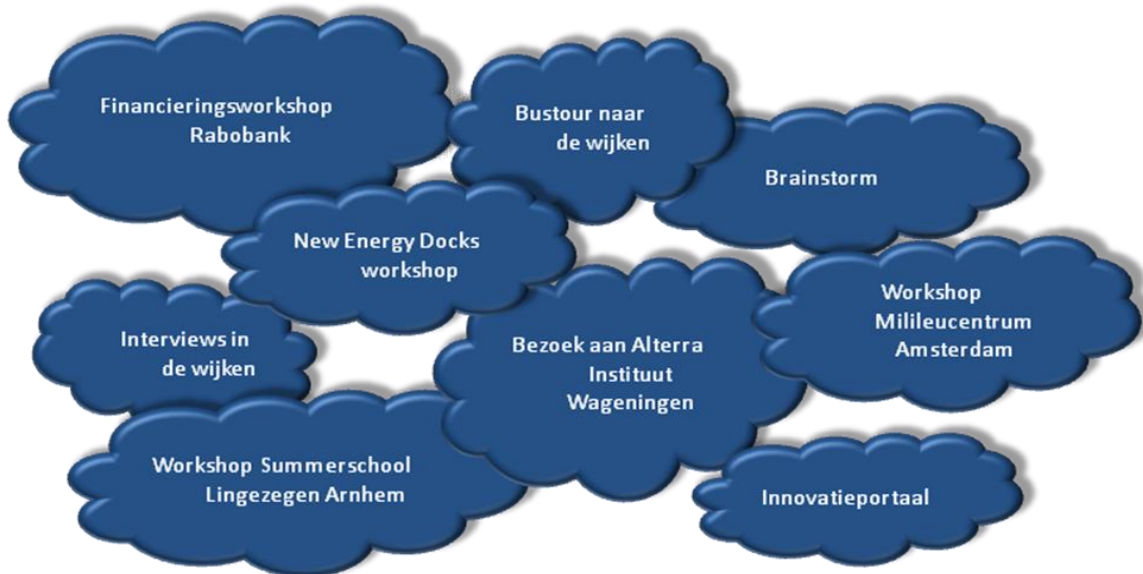 Financieringsworkshop
Rabobank
Bustour naar
de wijken
Brainstorm
New Energy Docks
workshop
Workshop
Milileucentrum
Amsterdam
Interviews in
de wijken
Bezoek aan Alterra
Instituut
Wageningen
Workshop Summerschool
Lingezegen Arnhem
Innovatieportaal